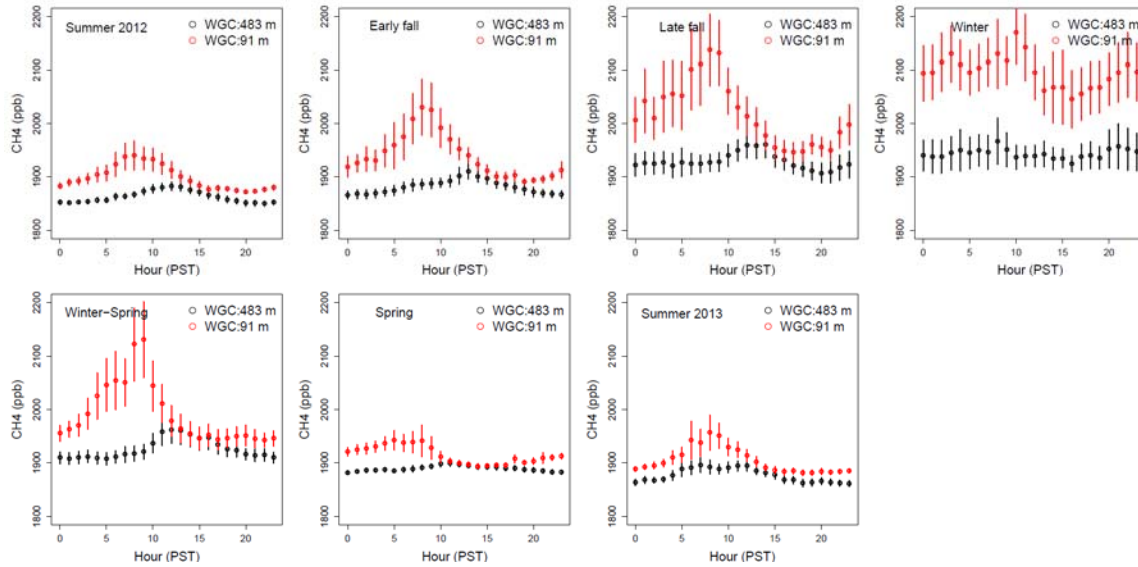 Summer 2012
WGC:483 m
WGC:91 m
CH4 (ppb)
1800 1900 2000 2100 2200
0 5 10 15 20
Hour (PST)
Early fall
WGC:483 m
WGC:91 m
CH4 (ppb)
1800 1900 2000 2100 2200
0 5 10 15 20
Hour (PST)
Late fall
WGC:483 m
WGC:91 m
CH4 (ppb)
1800 1900 2000 2100 2200
0 5 10 15 20
Hour (PST)
Winter
WGC:483 m
WGC:91 m
CH4 (ppb)
1800 1900 2000 2100 2200
0 5 10 15 20
Hour (PST)
Winter-Spring
WGC:483 m
WGC:91 m
CH4 (ppb)
1800 1900 2000 2100 2200
0 5 10 15 20
Hour (PST)
Spring
WGC:483 m
WGC:91 m
CH4 (ppb)
1800 1900 2000 2100 2200
0 5 10 15 20
Hour (PST)
Summer 2013
WGC:483 m
WGC:91 m
CH4 (ppb)
1800 1900 2000 2100 2200
0 5 10 15 20
Hour (PST)